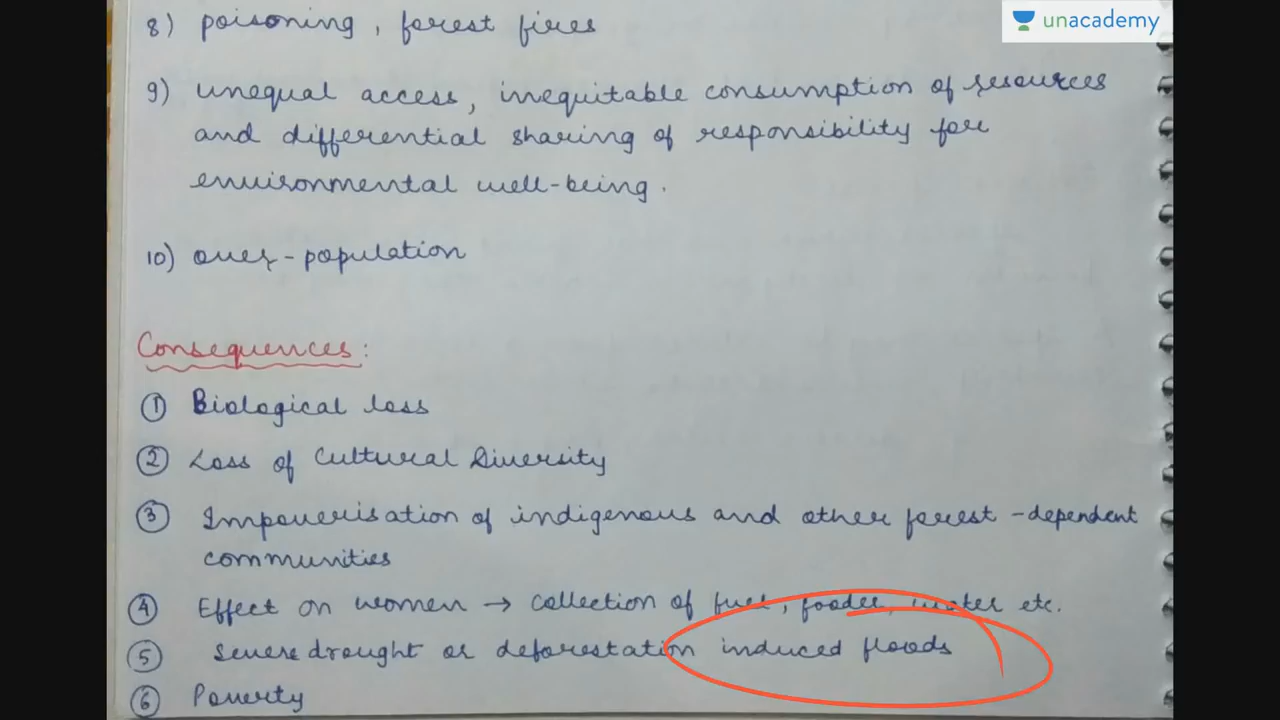 unacademy
8) poisoning, forest fires
9) unequal access, inequitable consumption of resources
and differential sharing of responsibility for
environmental well-being.
10) over-population
Consequences:
① Biological loss
② Loss of Cultural Diversity
③ Impoverisation of indigenous and other forest-dependent
communities
④ Effect on women → collection of fuel, fodder, water etc.
⑤ Severe drought or deforestation induced floods
⑥ Poverty